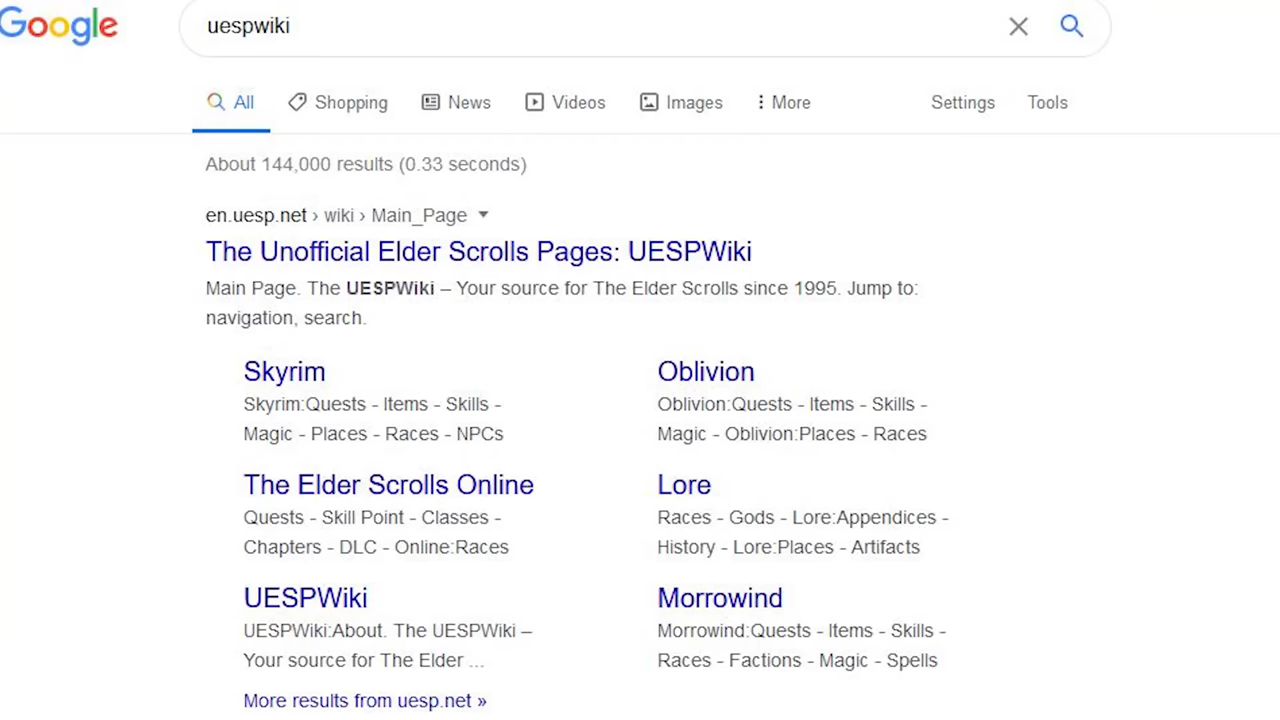 Google
uespwiki
All Shopping News Videos Images More Settings Tools
About 144,000 results (0.33 seconds)
en.uesp.net › wiki › Main_Page
The Unofficial Elder Scrolls Pages: UESPWiki
Main Page. The UESPWiki – Your source for The Elder Scrolls since 1995. Jump to:
navigation, search.
Skyrim
Skyrim:Quests - Items - Skills -
Magic - Places - Races - NPCs
Oblivion
Oblivion:Quests - Items - Skills -
Magic - Oblivion:Places - Races
The Elder Scrolls Online
Quests - Skill Point - Classes -
Chapters - DLC - Online:Races
Lore
Races - Gods - Lore:Appendices -
History - Lore:Places - Artifacts
UESPWiki
UESPWiki:About. The UESPWiki –
Your source for The Elder ...
Morrowind
Morrowind:Quests - Items - Skills -
Races - Factions - Magic - Spells
More results from uesp.net »